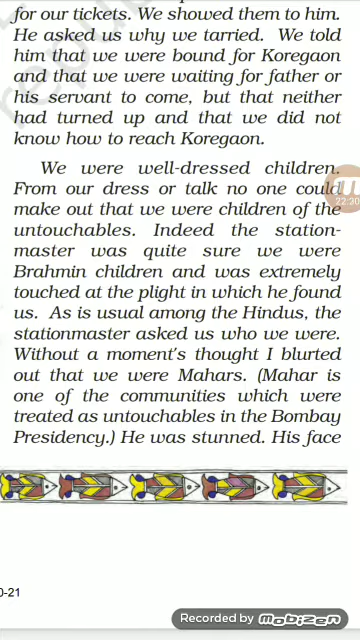 for our tickets. We showed them to him.
He asked us why we tarried. We told
him that we were bound for Koregaon
and that we were waiting for father or
his servant to come, but that neither
had turned up and that we did not
know how to reach Koregaon.
We were well-dressed children.
From our dress or talk no one could
make out that we were children of the
untouchables. Indeed the station-
master was quite sure we were
Brahmin children and was extremely
touched at the plight in which he found
us. As is usual among the Hindus, the
stationmaster asked us who we were.
Without a moment's thought I blurted
out that we were Mahars. (Mahar is
one of the communities which were
treated as untouchables in the Bombay
Presidency.) He was stunned. His face
0-21
22:30
Recorded by mobizen